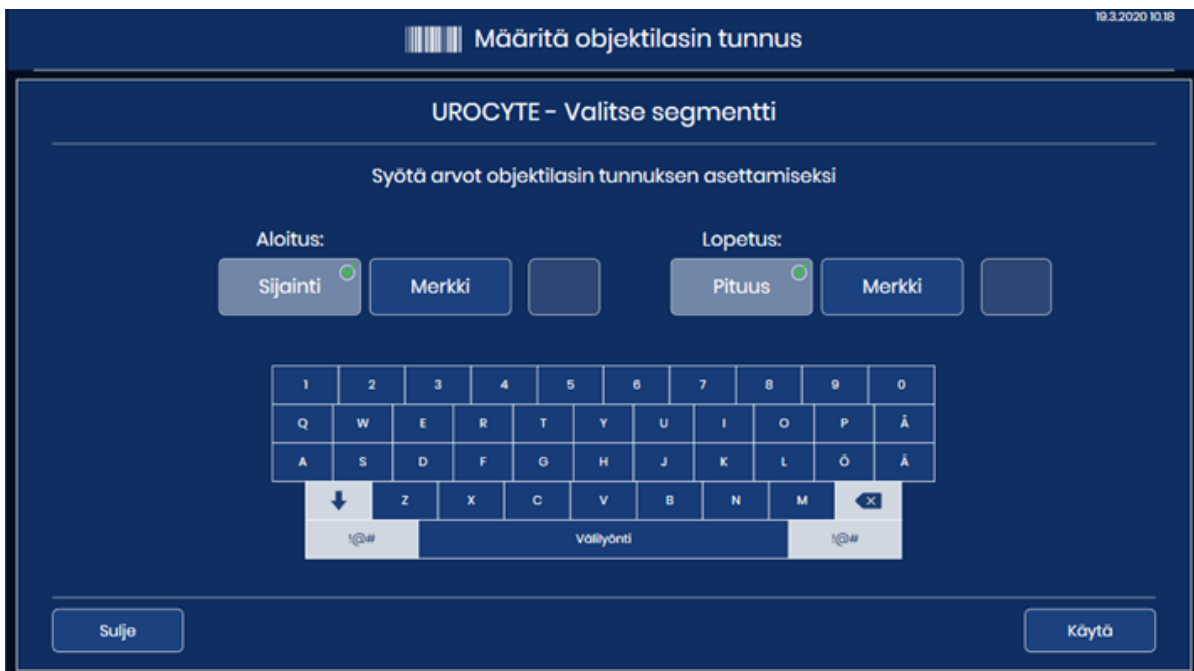 19.3.2020 10.18
Määritä objektilasin tunnus
UROCYTE - Valitse segmentti
Syötä arvot objektilasin tunnuksen asettamiseksi
Aloitus: Lopetus:
Sijainti Merkki Pituus Merkki
1 2 3 4 5 6 7 8 9 0
Q W E R T Y U I O P Å
A S D F G H J K L Ö Ä
Z X C V B N M
!@# Välilyönti !@#
Sulje Käytä